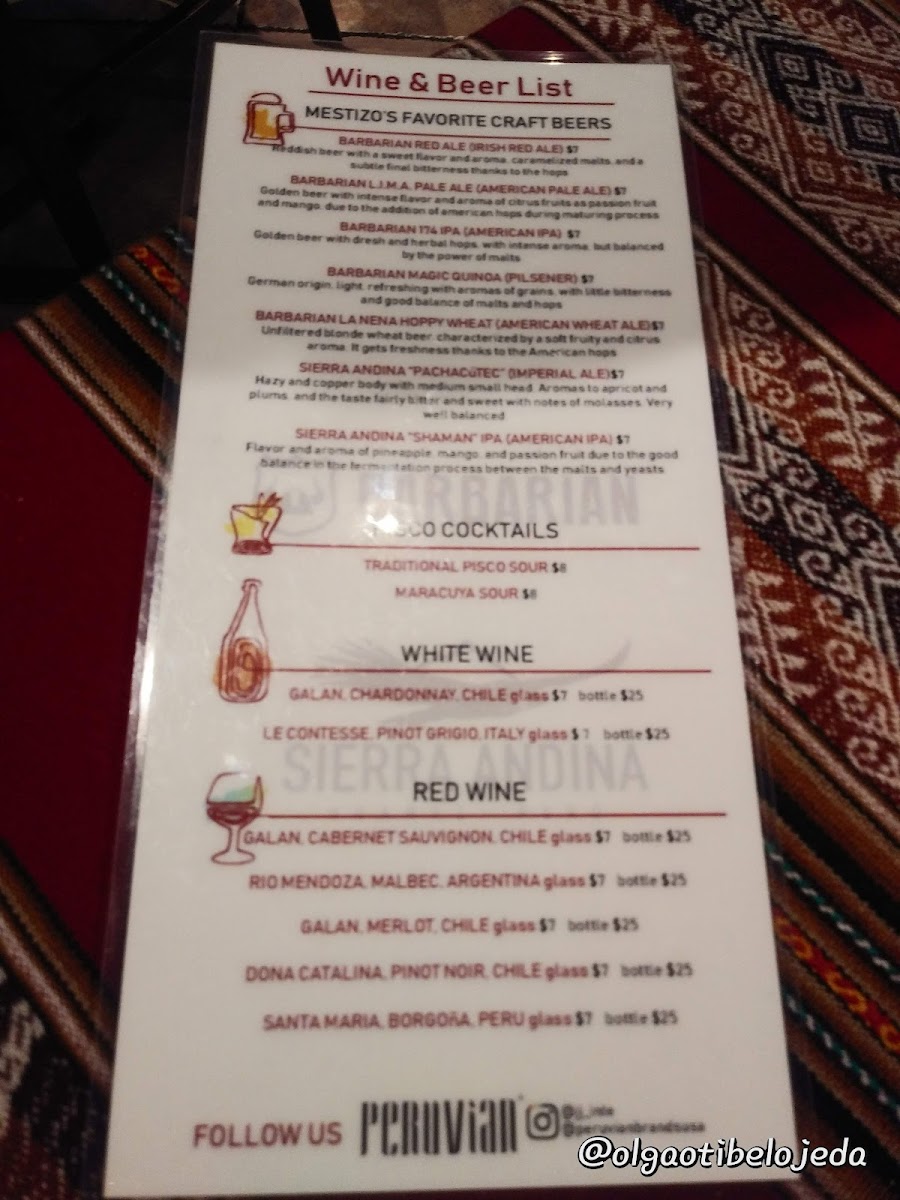 Wine & Beer List
MESTIZO'S FAVORITE CRAFT BEERS
BARBARIAN RED ALE (IRISH RED ALE) $7
Reddish beer with a sweet flavor and aroma, caramelized malts, and a
subtle final bitterness thanks to the hops
BARBARIAN L.I.M.A. PALE ALE (AMERICAN PALE ALE) $7
Golden beer with intense flavor and aroma of citrus fruits as passion fruit
and mango, due to the addition of american hops during maturing process
BARBARIAN 174 IPA (AMERICAN IPA) $7
Golden beer with dresh and herbal hops, with intense aroma, but balanced
by the power of malts
BARBARIAN MAGIC QUINOA (PILSENER) $7
German origin, light, refreshing with aromas of grains, with little bitterness
and good balance of malts and hops
BARBARIAN LA NENA HOPPY WHEAT (AMERICAN WHEAT ALE)$7
Unfiltered blonde wheat beer, characterized by a soft fruity and citrus
aroma. It gets freshness thanks to the American hops
SIERRA ANDINA "PACHACúTEC" (IMPERIAL ALE)$7
Hazy and copper body with medium small head. Aromas to apricot and
plums, and the taste fairly bitter and sweet with notes of molasses. Very
well balanced
SIERRA ANDINA "SHAMAN" IPA (AMERICAN IPA) $7
Flavor and aroma of pineapple, mango, and passion fruit due to the good
balance in the fermentation process between the malts and yeasts
BARBARIAN
PISCO COCKTAILS
TRADITIONAL PISCO SOUR $8
MARACUYA SOUR $8
WHITE WINE
GALAN, CHARDONNAY, CHILE glass $7 bottle $25
LE CONTESSE, PINOT GRIGIO, ITALY glass $7 bottle $25
SIERRA ANDINA
RED WINE
GALAN, CABERNET SAUVIGNON, CHILE glass $7 bottle $25
RIO MENDOZA, MALBEC, ARGENTINA glass $7 bottle $25
GALAN, MERLOT, CHILE glass $7 bottle $25
DONA CATALINA, PINOT NOIR, CHILE glass $7 bottle $25
SANTA MARIA, BORGOñA, PERU glass $7 bottle $25
FOLLOW US PERUVIAN
@peruvianbrandsusa
@olgaotibelojeda